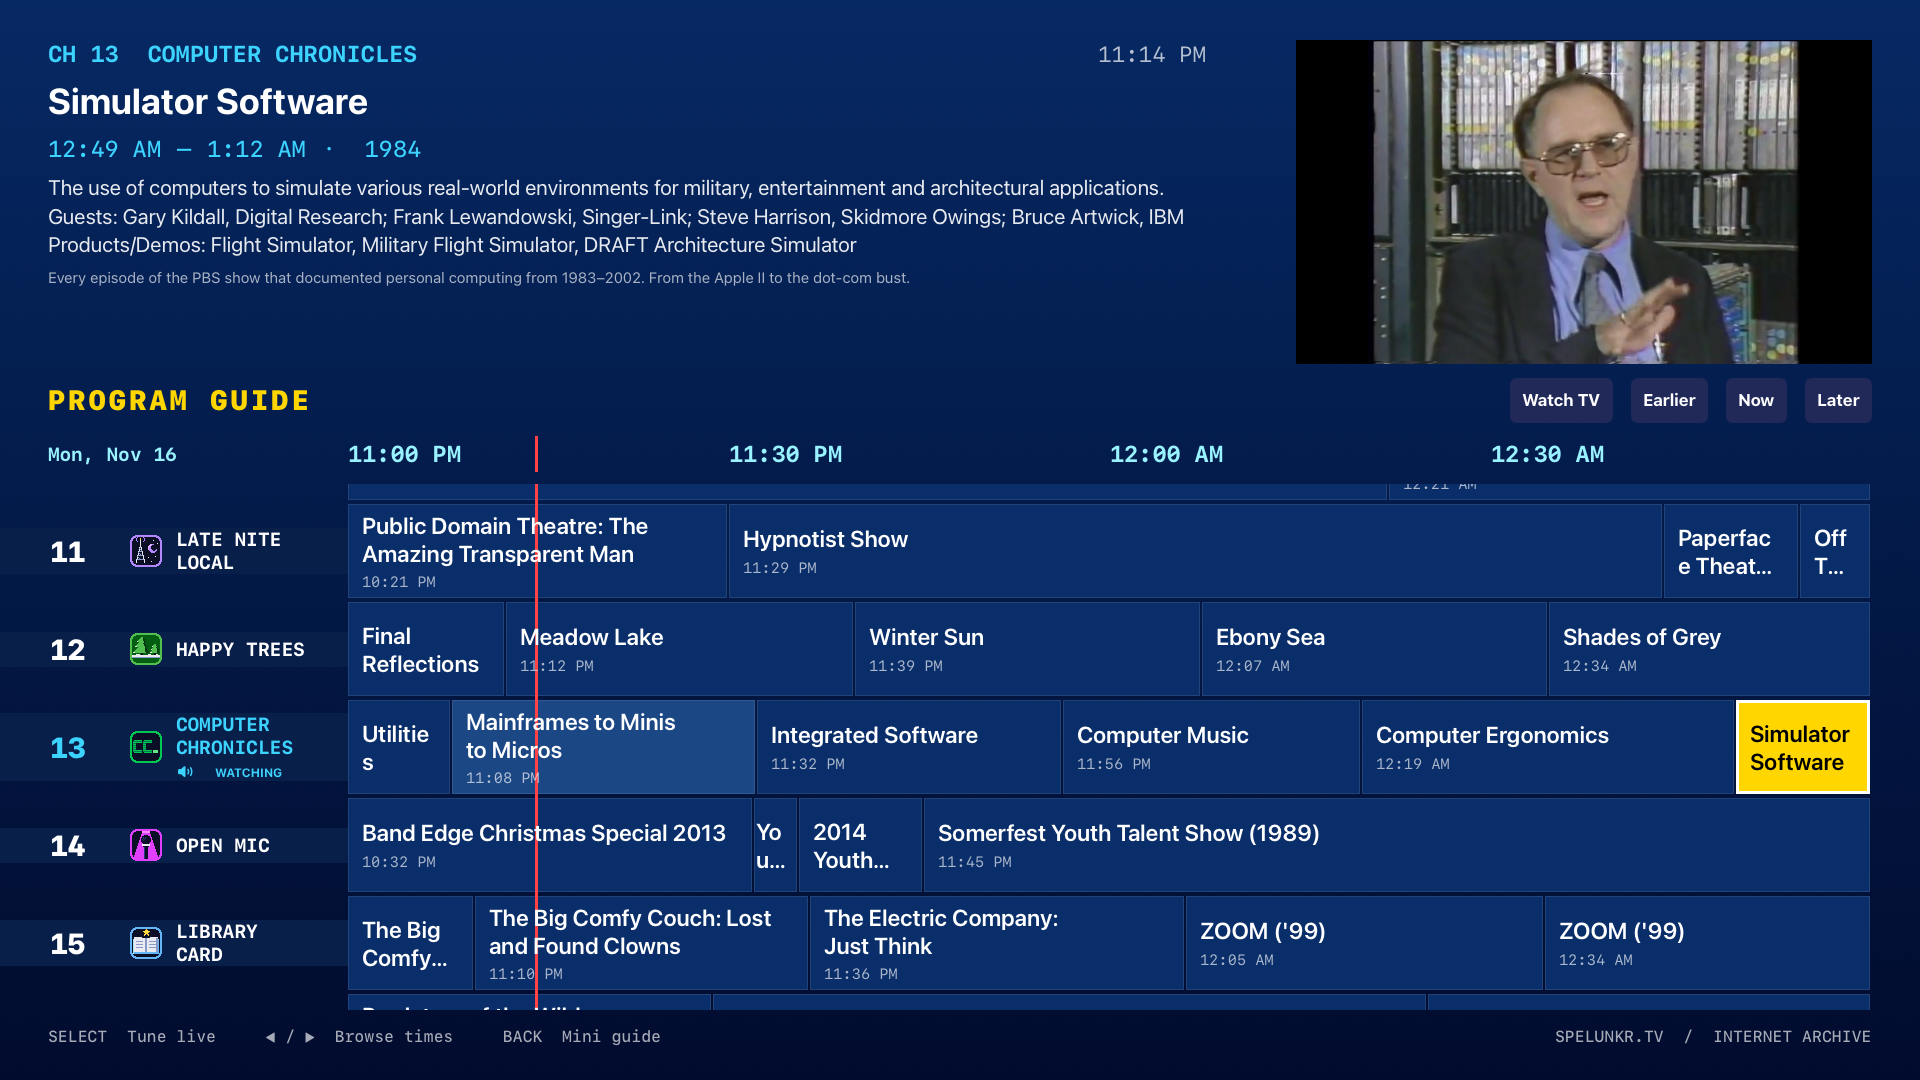 CH 13 COMPUTER CHRONICLES
11:14 PM
Simulator Software
12:49 AM — 1:12 AM · 1984
The use of computers to simulate various real-world environments for military, entertainment and architectural applications.
Guests: Gary Kildall, Digital Research; Frank Lewandowski, Singer-Link; Steve Harrison, Skidmore Owings; Bruce Artwick, IBM
Products/Demos: Flight Simulator, Military Flight Simulator, DRAFT Architecture Simulator
Every episode of the PBS show that documented personal computing from 1983–2002. From the Apple II to the dot-com bust.
PROGRAM GUIDE
Watch TV
Earlier
Now
Later
Mon, Nov 16
11:00 PM
11:30 PM
12:00 AM
12:30 AM
12:21 AM
11
LATE NITE
LOCAL
Public Domain Theatre: The
Amazing Transparent Man
10:21 PM
Hypnotist Show
11:29 PM
Paperfac
e Theat...
Off
T...
12
HAPPY TREES
Final
Reflections
Meadow Lake
11:12 PM
Winter Sun
11:39 PM
Ebony Sea
12:07 AM
Shades of Grey
12:34 AM
13
CC
COMPUTER
CHRONICLES
WATCHING
Utilitie
s
Mainframes to Minis
to Micros
11:08 PM
Integrated Software
11:32 PM
Computer Music
11:56 PM
Computer Ergonomics
12:19 AM
Simulator
Software
14
OPEN MIC
Band Edge Christmas Special 2013
10:32 PM
Yo
u...
2014
Youth...
Somerfest Youth Talent Show (1989)
11:45 PM
15
LIBRARY
CARD
The Big
Comfy...
The Big Comfy Couch: Lost
and Found Clowns
11:10 PM
The Electric Company:
Just Think
11:36 PM
ZOOM ('99)
12:05 AM
ZOOM ('99)
12:34 AM
SELECT Tune live
◀ / ▶ Browse times
BACK Mini guide
SPELUNKR.TV / INTERNET ARCHIVE